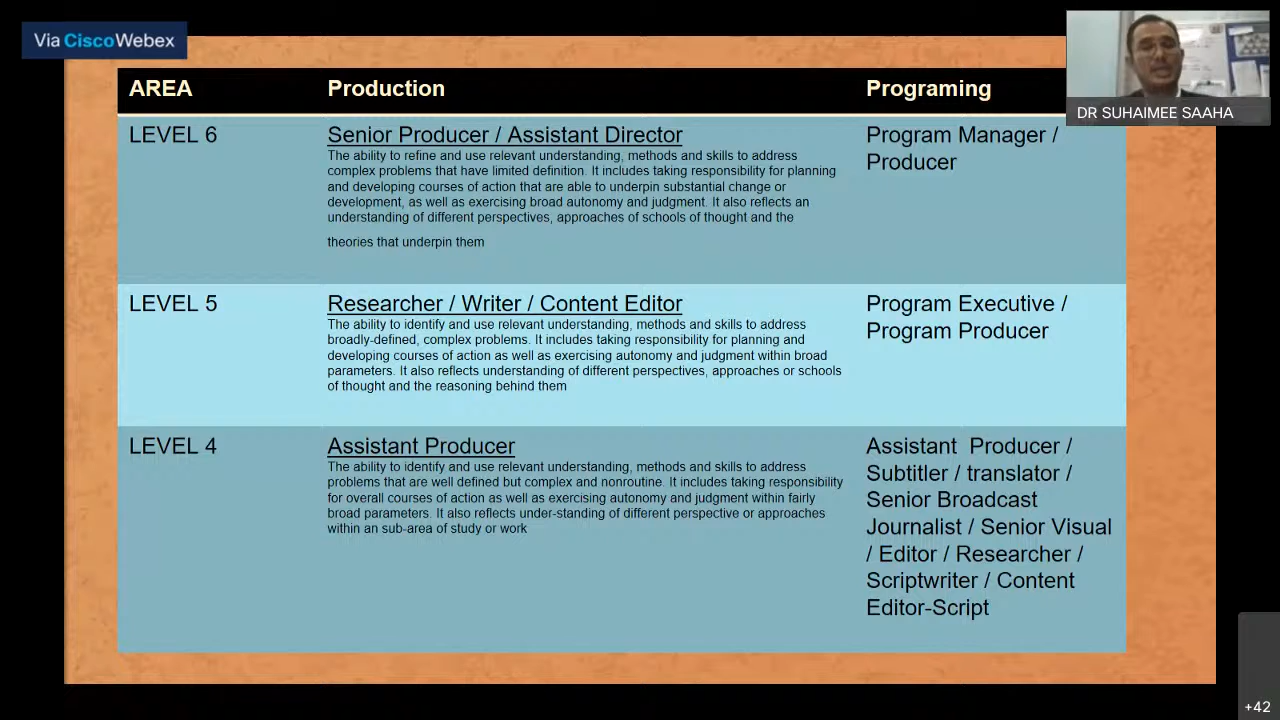 Via Cisco Webex
DR SUHAIMEE SAAHA
AREA
Production
Programing
LEVEL 6
Senior Producer / Assistant Director
The ability to refine and use relevant understanding, methods and skills to address
complex problems that have limited definition. It includes taking responsibility for planning
and developing courses of action that are able to underpin substantial change or
development, as well as exercising broad autonomy and judgment. It also reflects an
understanding of different perspectives, approaches of schools of thought and the
theories that underpin them
Program Manager /
Producer
LEVEL 5
Researcher / Writer / Content Editor
The ability to identify and use relevant understanding, methods and skills to address
broadly-defined, complex problems. It includes taking responsibility for planning and
developing courses of action as well as exercising autonomy and judgment within broad
parameters. It also reflects understanding of different perspectives, approaches or schools
of thought and the reasoning behind them
Program Executive /
Program Producer
LEVEL 4
Assistant Producer
The ability to identify and use relevant understanding, methods and skills to address
problems that are well defined but complex and nonroutine. It includes taking responsibility
for overall courses of action as well as exercising autonomy and judgment within fairly
broad parameters. It also reflects under-standing of different perspective or approaches
within an sub-area of study or work
Assistant  Producer /
Subtitler / translator /
Senior Broadcast
Journalist / Senior Visual
/ Editor / Researcher /
Scriptwriter / Content
Editor-Script
+42